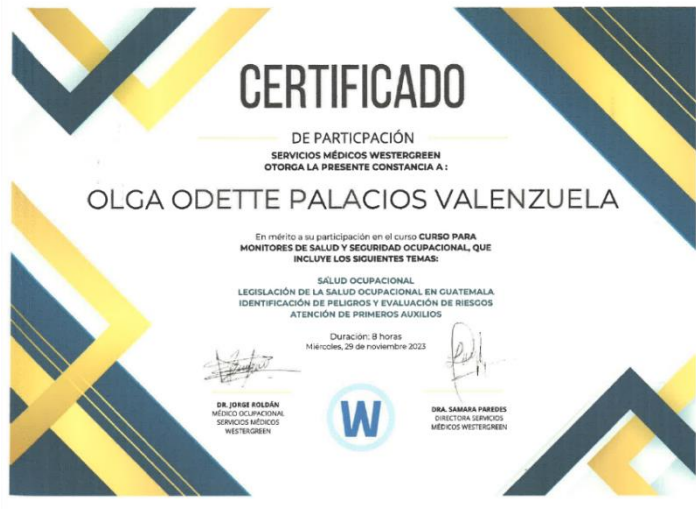 CERTIFICADO
DE PARTICPACIÓN
SERVICIOS MÉDICOS WESTERGREEN
OTORGA LA PRESENTE CONSTANCIA A :
OLGA ODETTE PALACIOS VALENZUELA
En mérito a su participación en el curso CURSO PARA
MONITORES DE SALUD Y SEGURIDAD OCUPACIONAL, QUE
INCLUYE LOS SIGUIENTES TEMAS:
SALUD OCUPACIONAL
LEGISLACIÓN DE LA SALUD OCUPACIONAL EN GUATEMALA
IDENTIFICACIÓN DE PELIGROS Y EVALUACIÓN DE RIESGOS
ATENCIÓN DE PRIMEROS AUXILIOS
Duración: 8 horas
Miércoles, 29 de noviembre 2023
DR. JORGE ROLDÁN
MÉDICO OCUPACIONAL
SERVICIOS MÉDICOS
WESTERGREEN
W
DRA. SAMARA PAREDES
DIRECTORA SERVICIOS
MÉDICOS WESTERGREEN